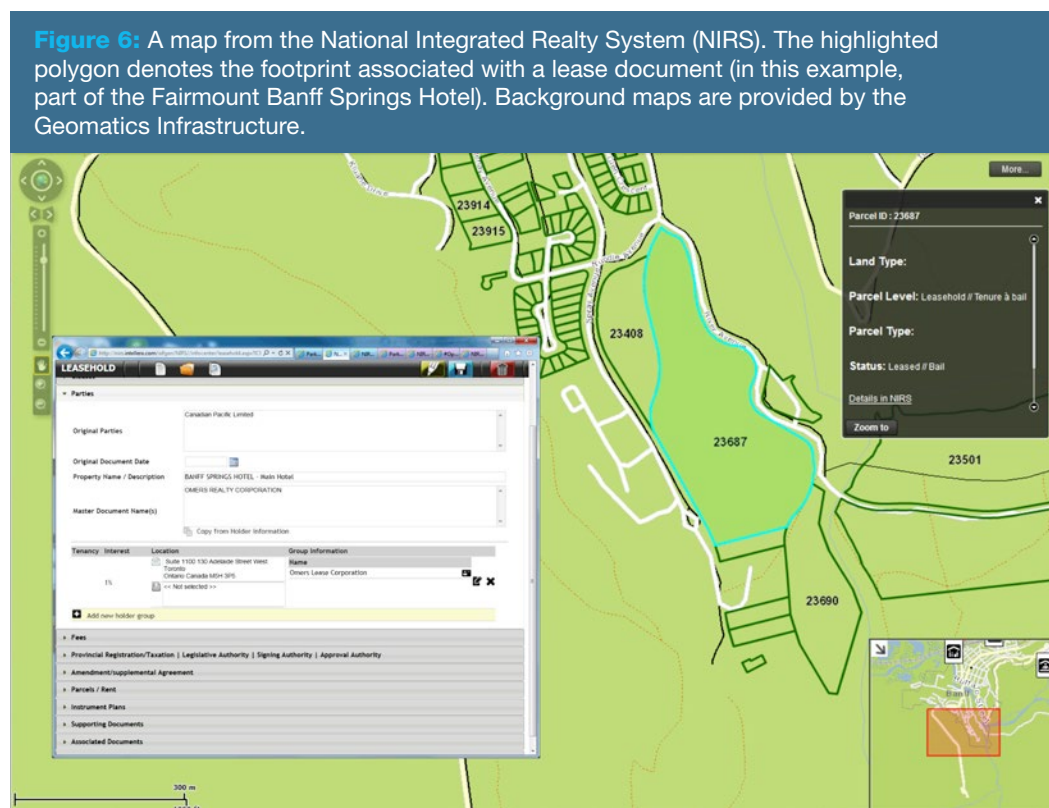 Figure 6: A map from the National Integrated Realty System (NIRS). The highlighted
polygon denotes the footprint associated with a lease document (in this example,
part of the Fairmount Banff Springs Hotel). Background maps are provided by the
Geomatics Infrastructure.
More...
Parcel ID : 23687
Land Type:
Parcel Level: Leasehold // Tenure à bail
Parcel Type:
Status: Leased // Bail
Details in NIRS
Zoom to
23914
23915
23408
23687
23501
23690
Avenue
River Avenue
LEASEHOLD
Parties
Original Parties
Canadian Pacific Limited
Original Document Date
Property Name / Description
BANFF SPRINGS HOTEL - Main Hotel
Master Document Name(s)
OMERS REALTY CORPORATION
Copy from Holder Information
Tenancy Interest Location Group Information
Name
Suite 1100 130 Adelaide Street West
Toronto
Ontario Canada M5H 3P5
Omers Lease Corporation
1%
<< Not selected >>
Add new holder group
Fees
Provincial Registration/Taxation | Legislative Authority | Signing Authority | Approval Authority
Amendment/supplemental Agreement
Parcels / Rent
Instrument Plans
Supporting Documents
Associated Documents
Banff
300 m